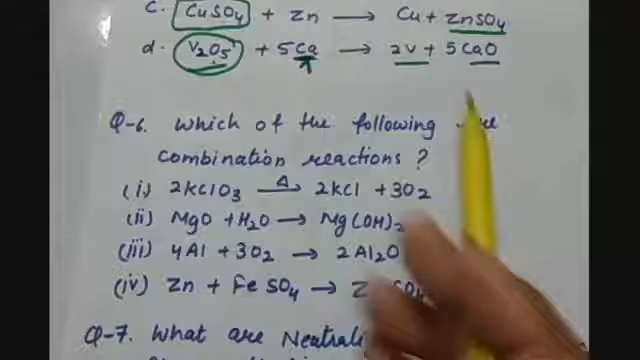 c. CuSO₄ + Zn → Cu + ZnSO₄
d. V₂O₅ + 5Ca → 2V + 5CaO
Q-6. Which of the following
combination reactions ?
(i) 2KClO₃ —Δ→ 2KCl + 3O₂
(ii) MgO + H₂O → Mg(OH)₂
(iii) 4Al + 3O₂ → 2Al₂O
(iv) Zn + FeSO₄ →
Q-7. What are